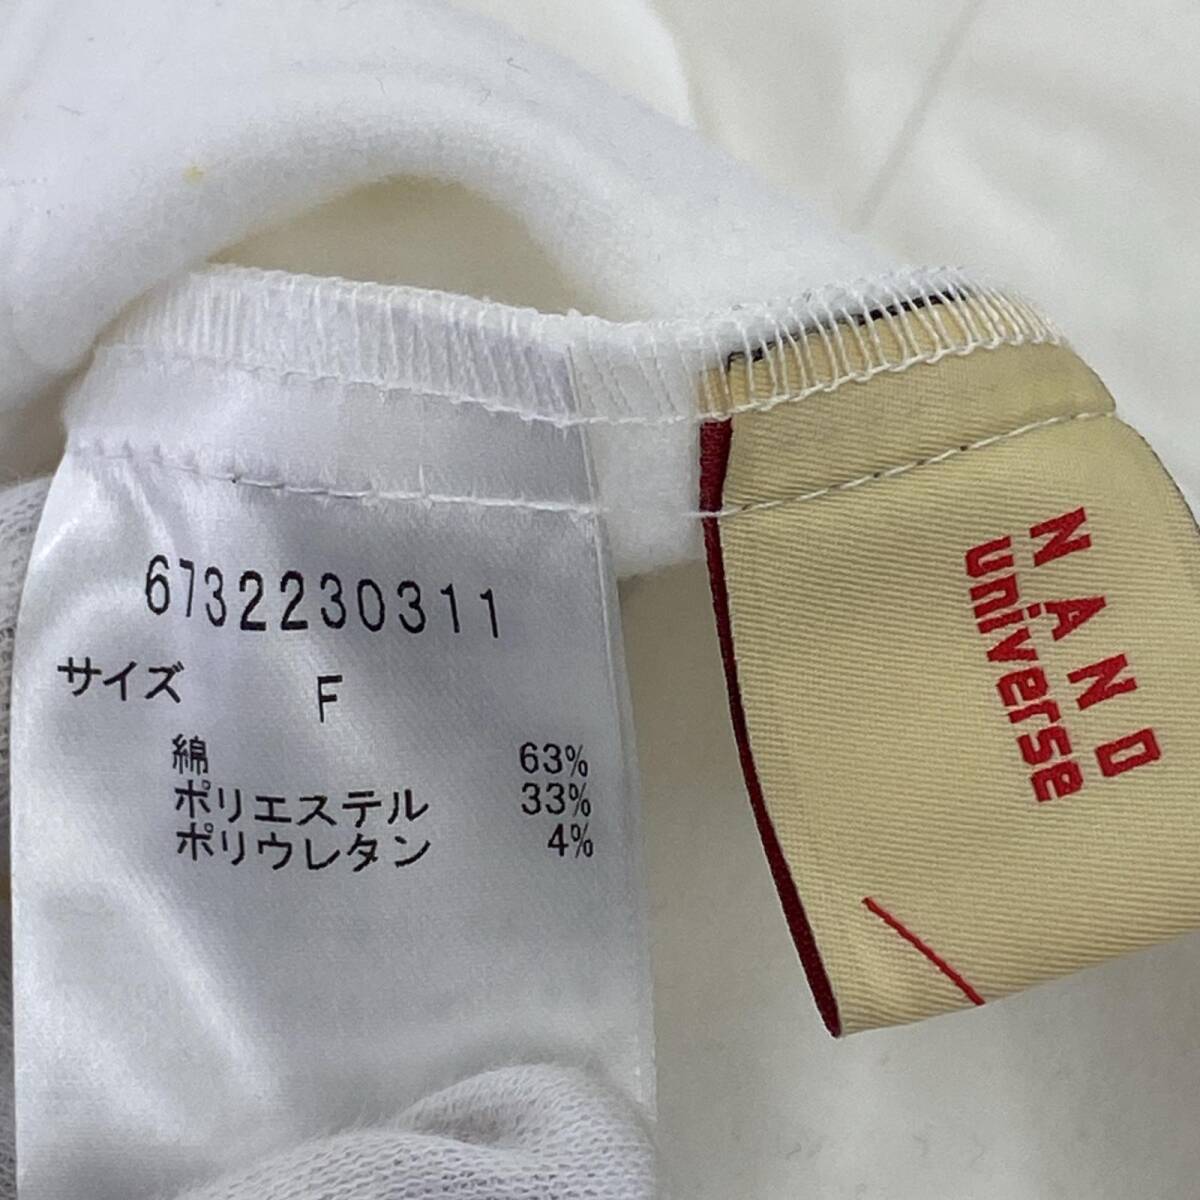 6732230311
サイズ F
綿 63%
ポリエステル 33%
ポリウレタン 4%
NANO
universe